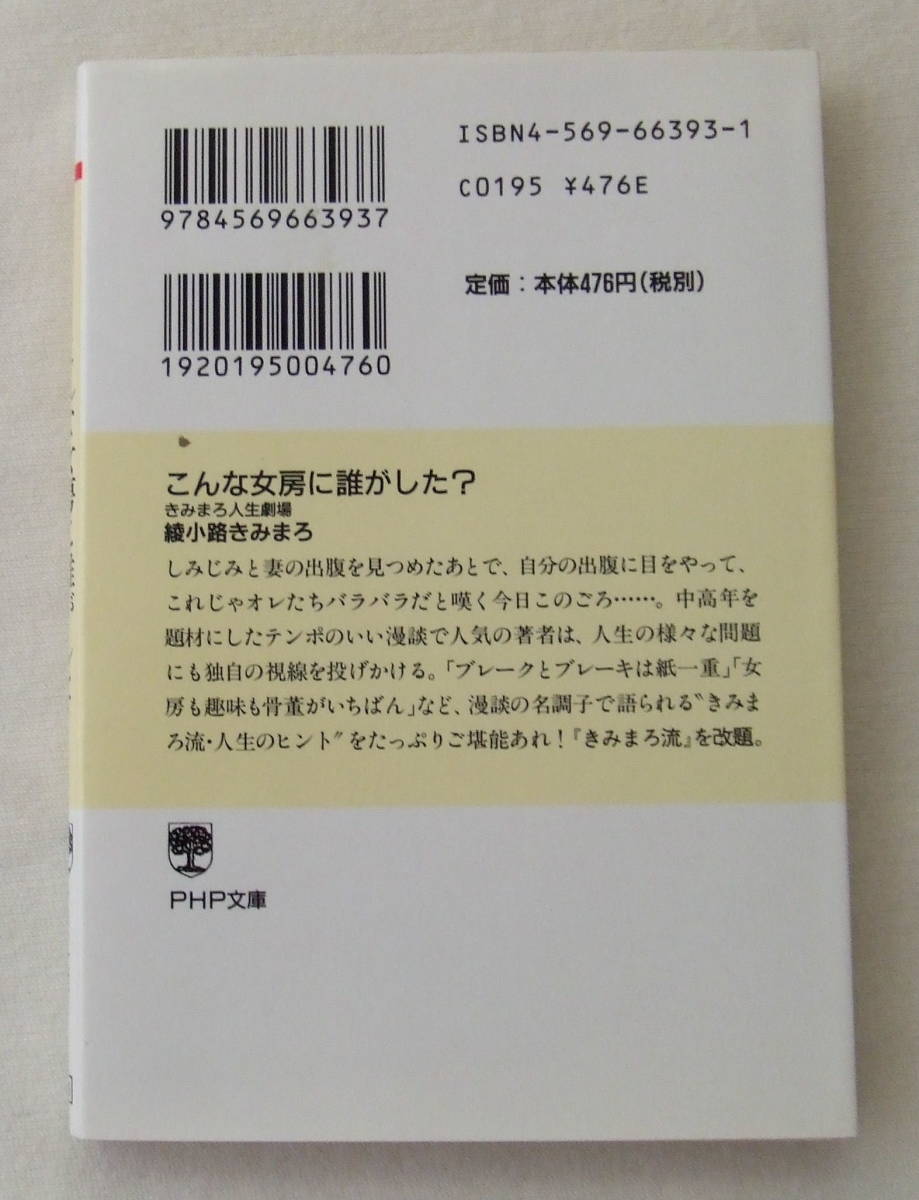 ISBN4-569-66393-1
9784569663937
C0195 ¥476E
定価：本体476円(税別)
1920195004760
こんな女房に誰がした?
きみまろ人生劇場
綾小路きみまろ
しみじみと妻の出腹を見つめたあとで、自分の出腹に目をやって、
これじゃオレたちバラバラだと嘆く今日このごろ……。中高年を
題材にしたテンポのいい漫談で人気の著者は、人生の様々な問題
にも独自の視線を投げかける。「ブレークとブレーキは紙一重」「女
房も趣味も骨董がいちばん」など、漫談の名調子で語られる〝きみま
ろ流・人生のヒント〟をたっぷりご堪能あれ！『きみまろ流』を改題。
PHP文庫